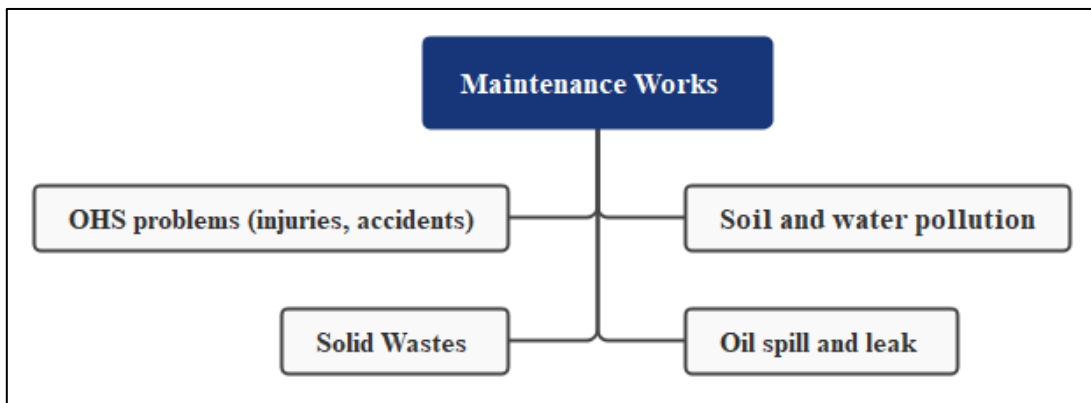 Maintenance Works
OHS problems (injuries, accidents)
Soil and water pollution
Solid Wastes
Oil spill and leak